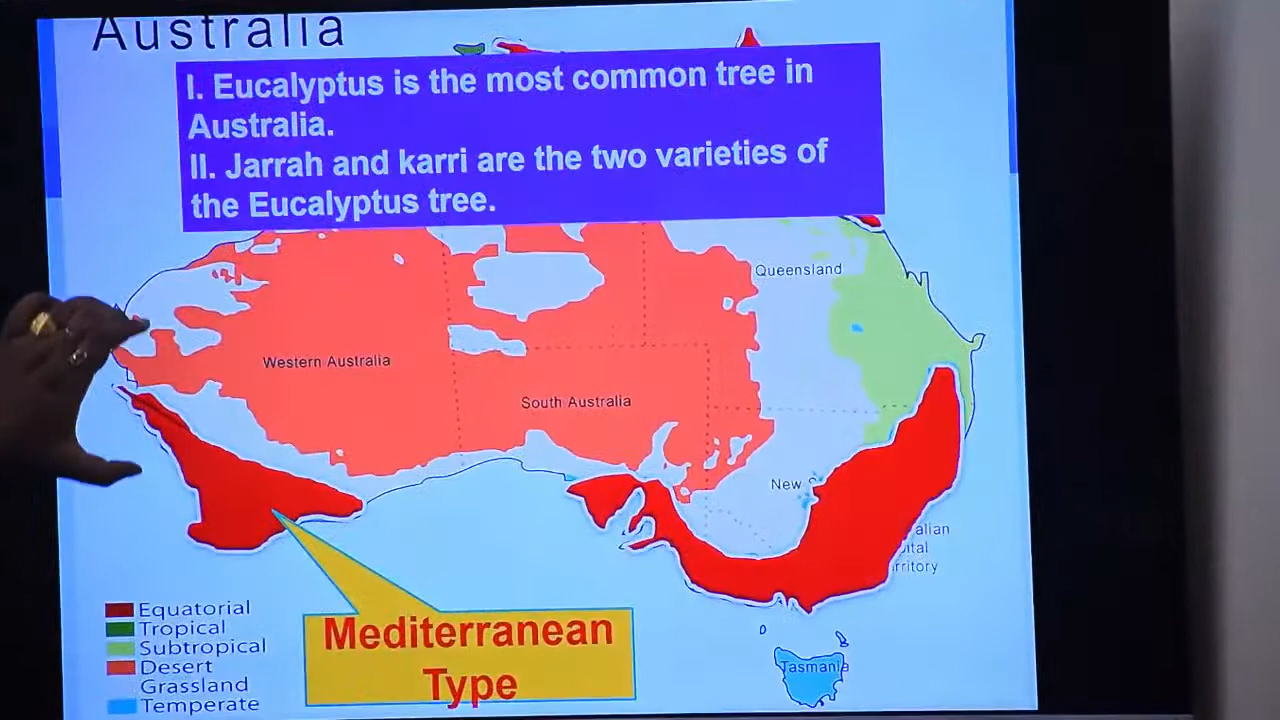 Australia
I. Eucalyptus is the most common tree in
Australia.
II. Jarrah and karri are the two varieties of
the Eucalyptus tree.
Queensland
Western Australia
South Australia
New
alian
ital
rritory
Equatorial
Tropical
Subtropical
Desert
Grassland
Temperate
Mediterranean
Type
Tasmania